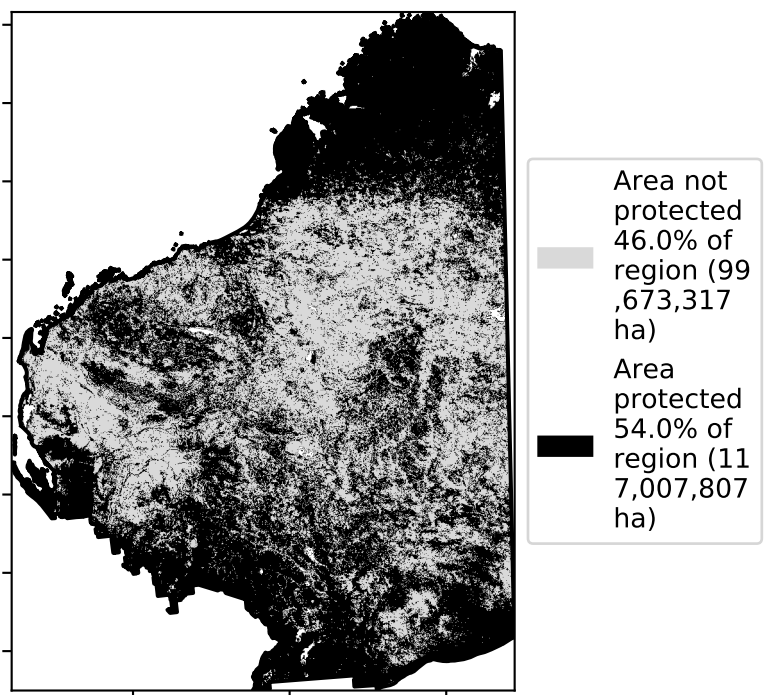 Area not
protected
46.0% of
region (99
,673,317
ha)
Area
protected
54.0% of
region (11
7,007,807
ha)